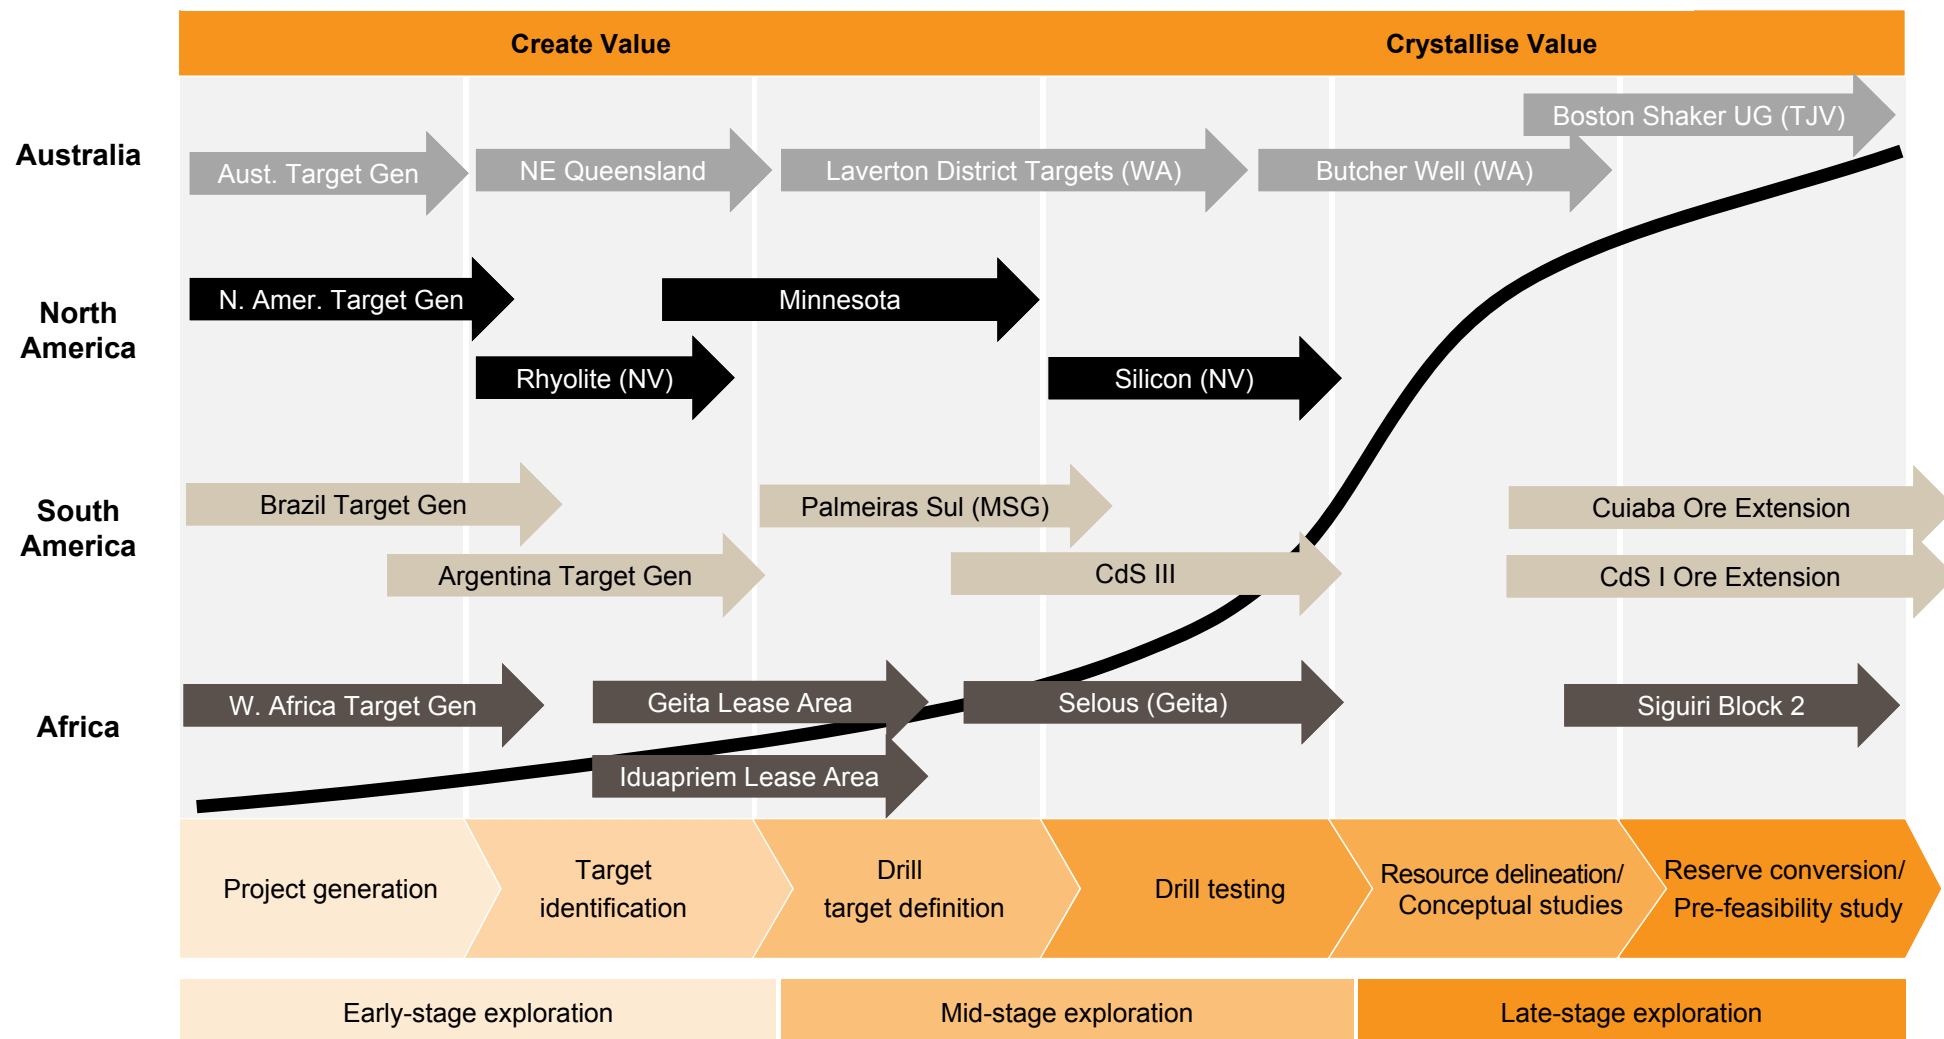 Create Value
Crystallise Value
Australia
Boston Shaker UG (TJV)
Aust. Target Gen
NE Queensland
Laverton District Targets (WA)
Butcher Well (WA)
North
America
N. Amer. Target Gen
Minnesota
Rhyolite (NV)
Silicon (NV)
South
America
Brazil Target Gen
Palmeiras Sul (MSG)
Cuiaba Ore Extension
Argentina Target Gen
CdS III
CdS I Ore Extension
Africa
W. Africa Target Gen
Geita Lease Area
Selous (Geita)
Siguiri Block 2
Iduapriem Lease Area
Project generation
Target
identification
Drill
target definition
Drill testing
Resource delineation/
Conceptual studies
Reserve conversion/
Pre-feasibility study
Early-stage exploration
Mid-stage exploration
Late-stage exploration